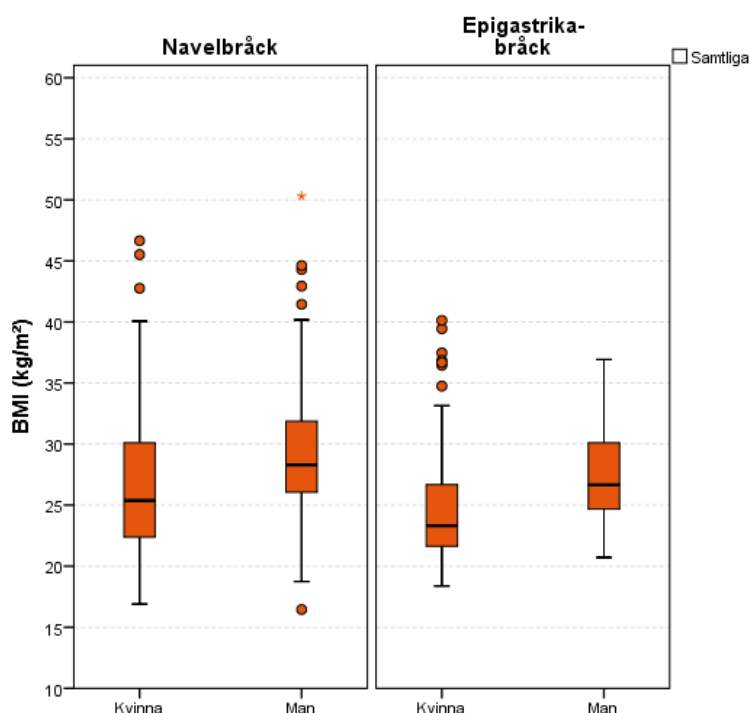 Navelbråck
Epigastrika-
bråck
Samtliga
BMI (kg/m²)
60
55
50
45
40
35
30
25
20
15
10
Kvinna
Man
Kvinna
Man